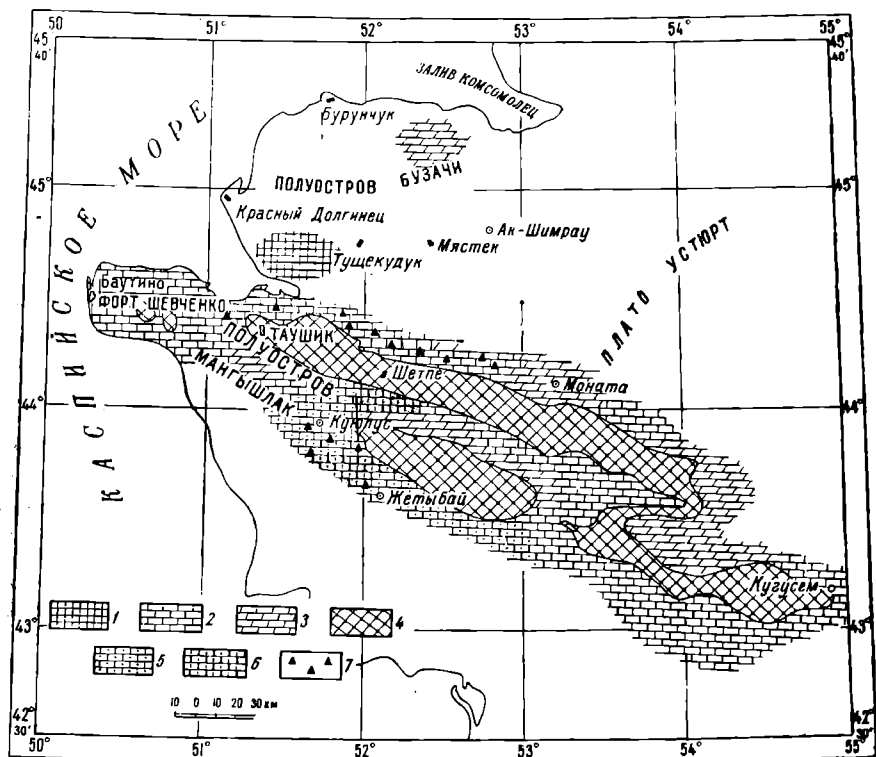 50 51° 52° 53° 54° 55°
45° 40′
45° 40′
ЗАЛИВ КОМСОМОЛЕЦ
Бурунчук
КАСПИЙСКОЕ МОРЕ
45°
ПОЛУОСТРОВ БУЗАЧИ
45°
Красный Долгинец
Ак-Шимрау
Тущекудук
Мястек
ПЛАТО УСТЮРТ
Баутино
ФОРТ ШЕВЧЕНКО
ТАУШИК
ПОЛУОСТРОВ
МАНГЫШЛАК
Шетпе
Моната
44°
44°
Куюлус
Жетыбай
Кугусем
1 2 3 4
43°
43°
5 6 7
10 0 10 20 30 км
42° 30′
42° 30′
50° 51° 52° 53° 54° 55°